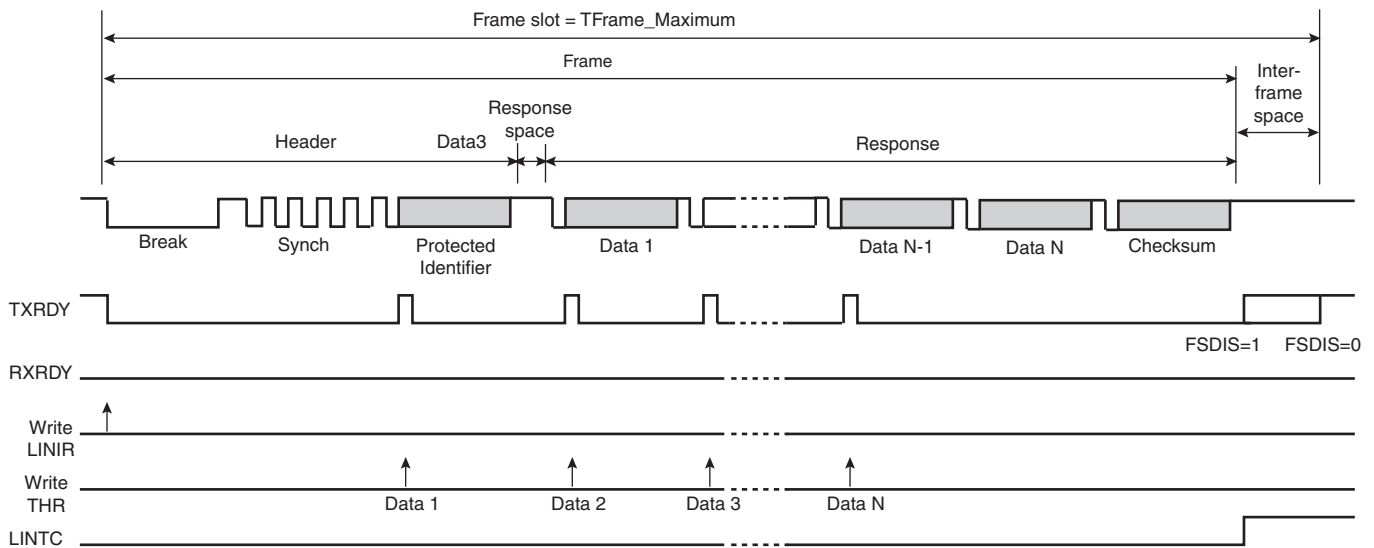 Frame slot = TFrame_Maximum
Frame
Inter-
frame
space
Response
space
Header
Data3
Response
Break
Synch
Protected
Identifier
Data 1
Data N-1
Data N
Checksum
TXRDY
FSDIS=1
FSDIS=0
RXRDY
Write
LINIR
Write
THR
Data 1
Data 2
Data 3
Data N
LINTC